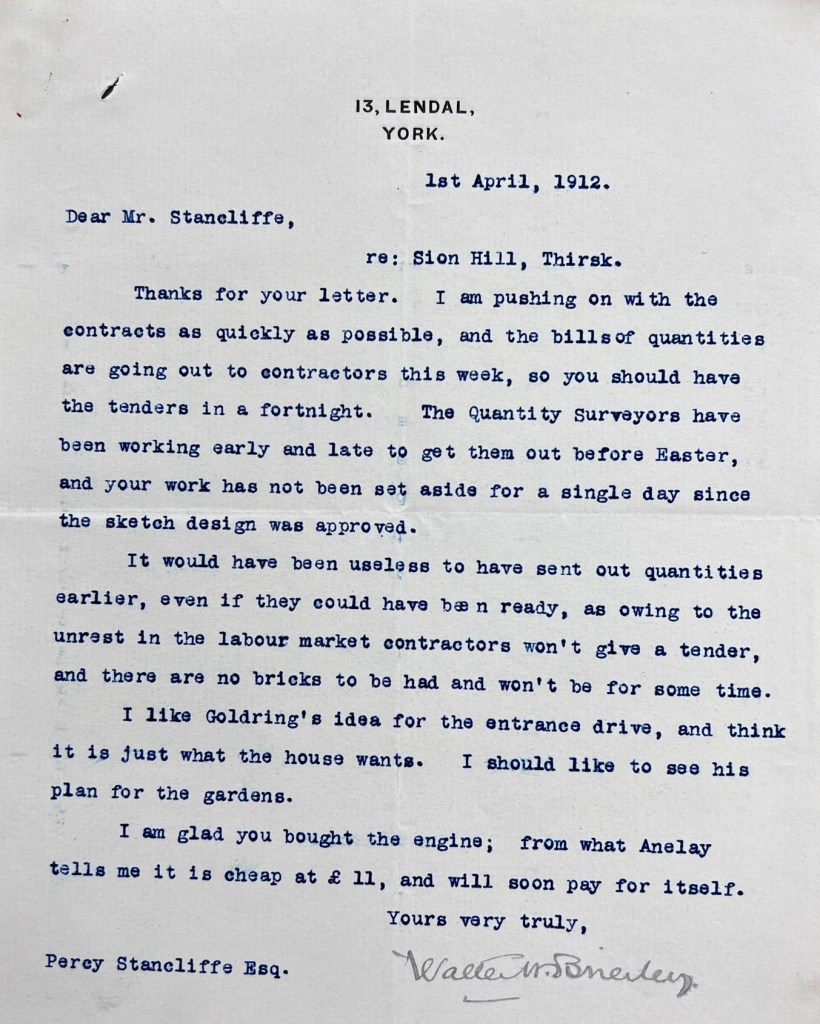 13, LENDAL,
YORK.
1st April, 1912.
Dear Mr. Stancliffe,
re: Sion Hill, Thirsk.
Thanks for your letter. I am pushing on with the
contracts as quickly as possible, and the billsof quantities
are going out to contractors this week, so you should have
the tenders in a fortnight. The Quantity Surveyors have
been working early and late to get them out before Easter,
and your work has not been set aside for a single day since
the sketch design was approved.
It would have been useless to have sent out quantities
earlier, even if they could have been ready, as owing to the
unrest in the labour market contractors won't give a tender,
and there are no bricks to be had and won't be for some time.
I like Goldring's idea for the entrance drive, and think
it is just what the house wants. I should like to see his
plan for the gardens.
I am glad you bought the engine; from what Anelay
tells me it is cheap at £ 11, and will soon pay for itself.
Yours very truly,
Percy Stancliffe Esq.
Walter H. Brierley.